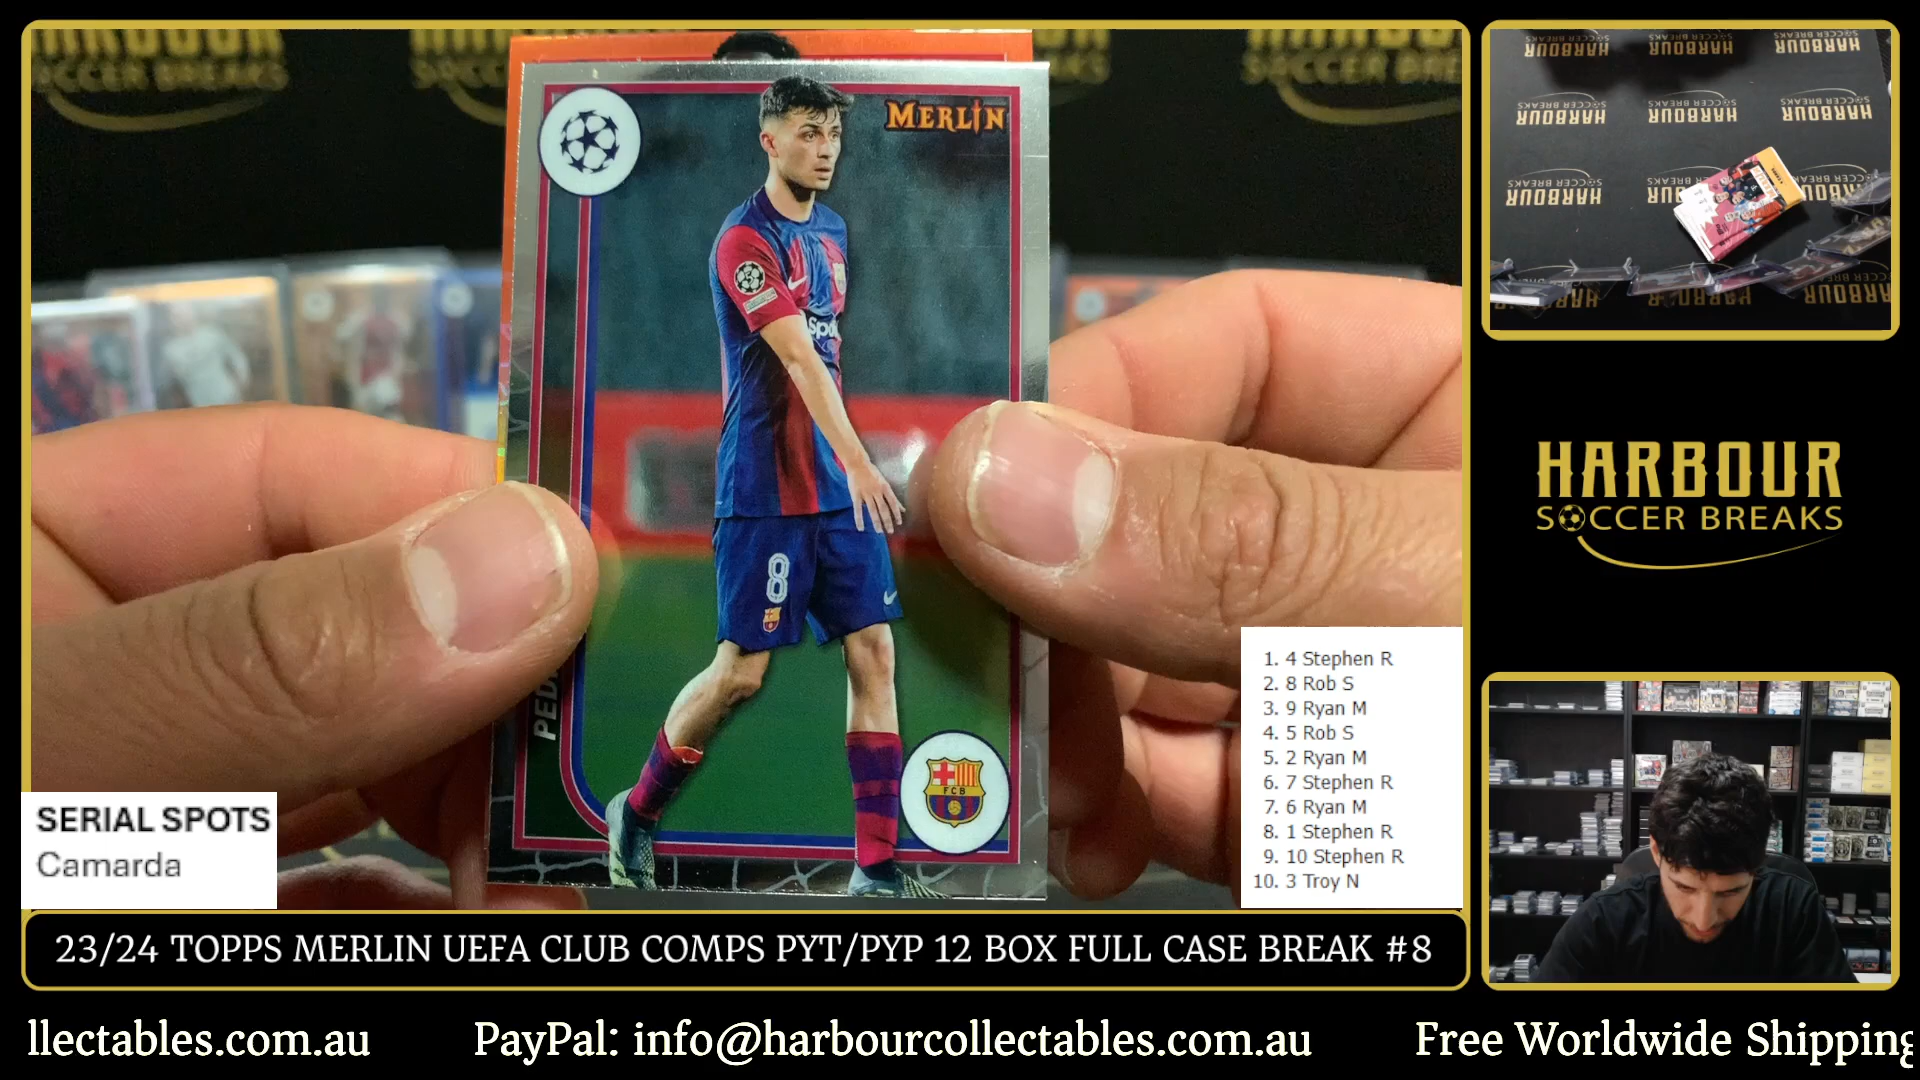 MERLIN
Spo
8
FCB
PED
HARBOUR
SOCCER BREAKS
1. 4 Stephen R
2. 8 Rob S
3. 9 Ryan M
4. 5 Rob S
5. 2 Ryan M
6. 7 Stephen R
7. 6 Ryan M
8. 1 Stephen R
9. 10 Stephen R
10. 3 Troy N
SERIAL SPOTS
Camarda
23/24 TOPPS MERLIN UEFA CLUB COMPS PYT/PYP 12 BOX FULL CASE BREAK #8
llectables.com.au PayPal: info@harbourcollectables.com.au Free Worldwide Shipping